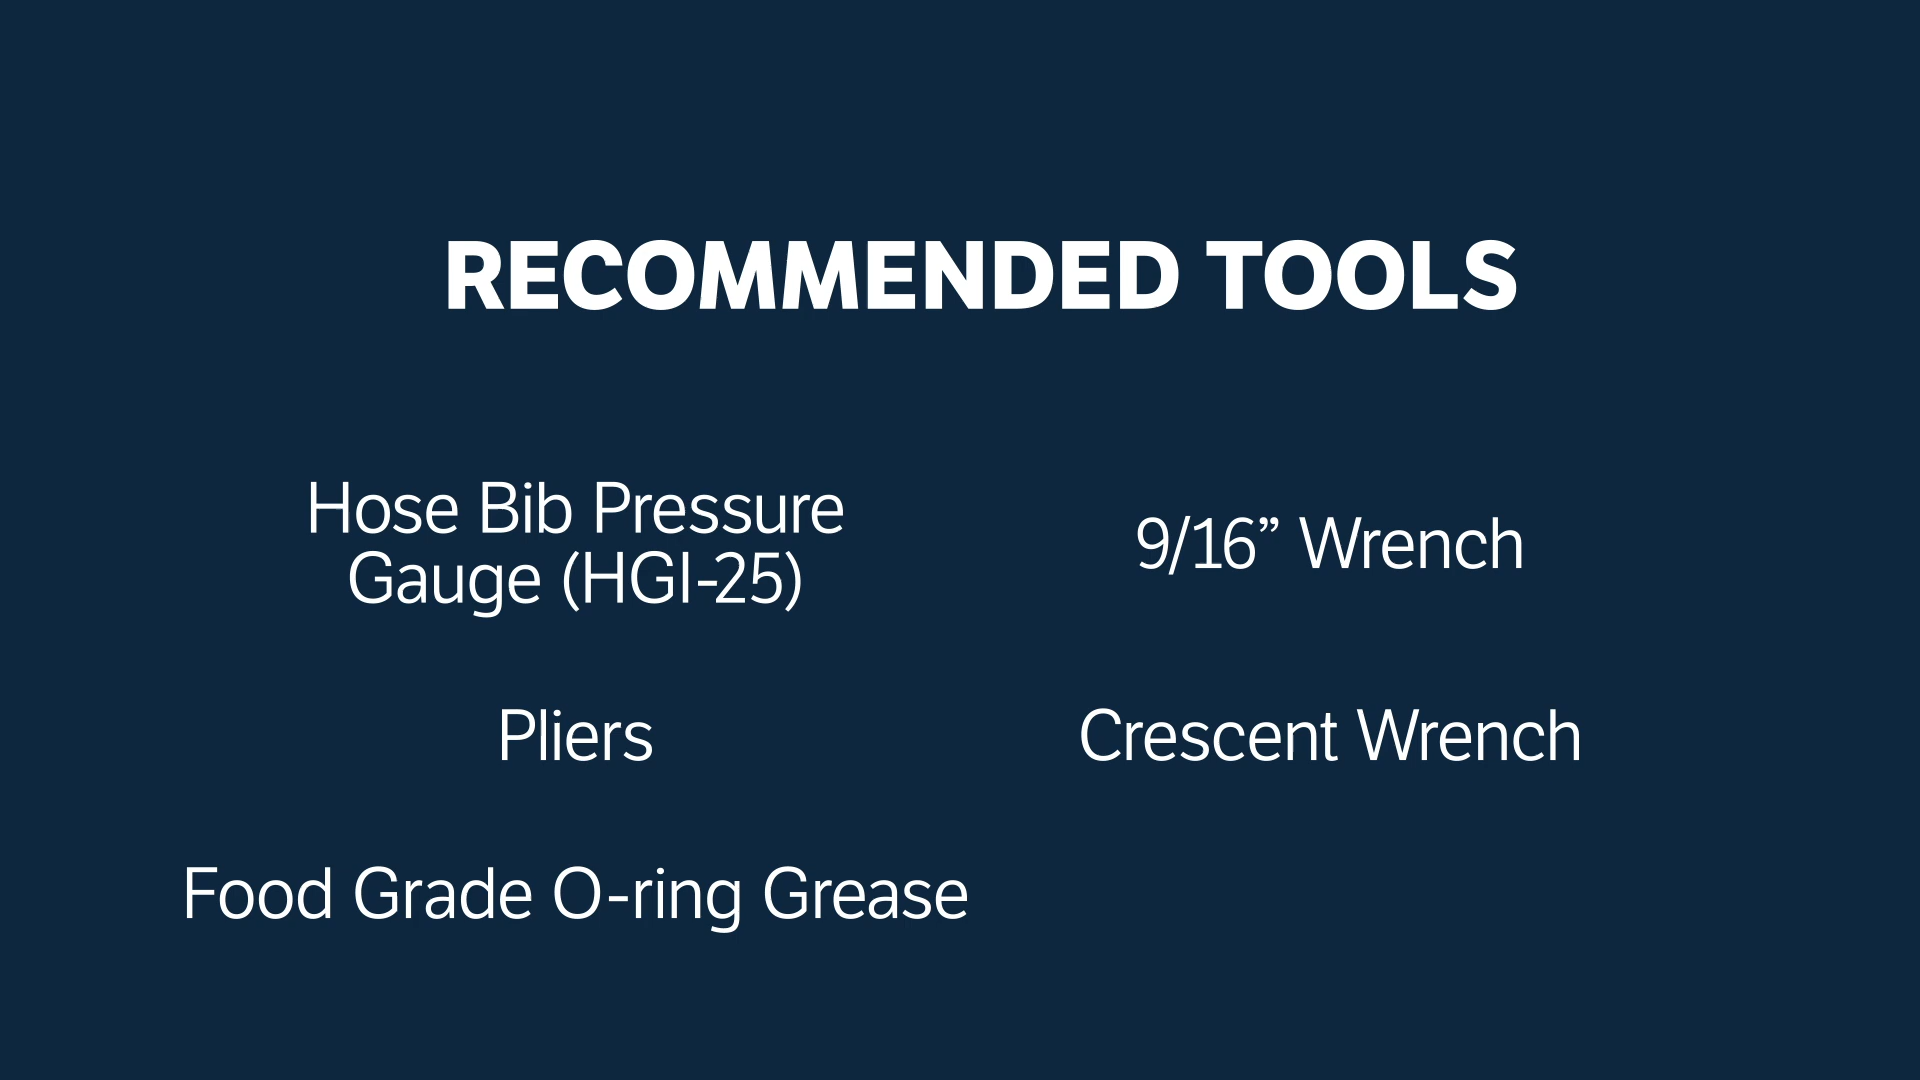 RECOMMENDED TOOLS
Hose Bib Pressure
Gauge (HGI-25)
9/16” Wrench
Pliers
Crescent Wrench
Food Grade O-ring Grease